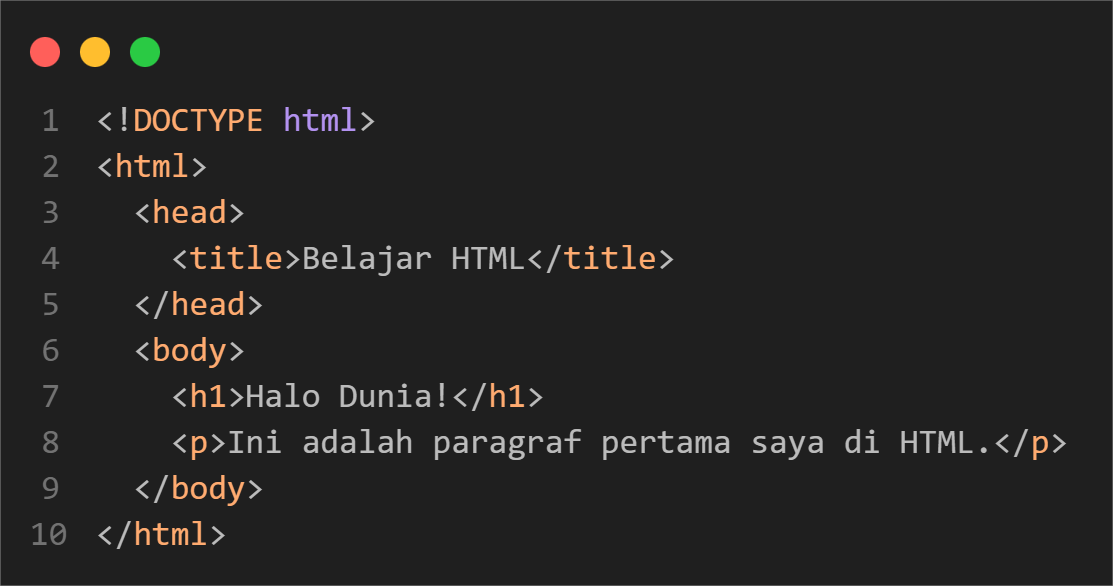 1 <!DOCTYPE html>
2 <html>
3   <head>
4     <title>Belajar HTML</title>
5   </head>
6   <body>
7     <h1>Halo Dunia!</h1>
8     <p>Ini adalah paragraf pertama saya di HTML.</p>
9   </body>
10 </html>